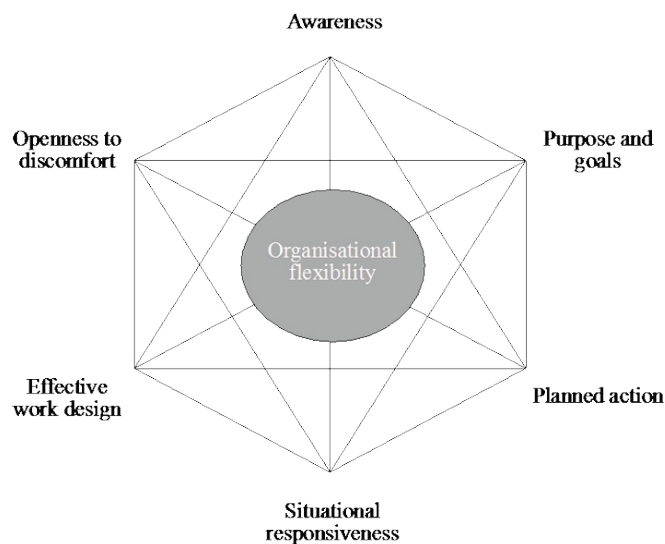 Awareness
Openness to
discomfort
Purpose and
goals
Organisational
flexibility
Effective
work design
Planned action
Situational
responsiveness